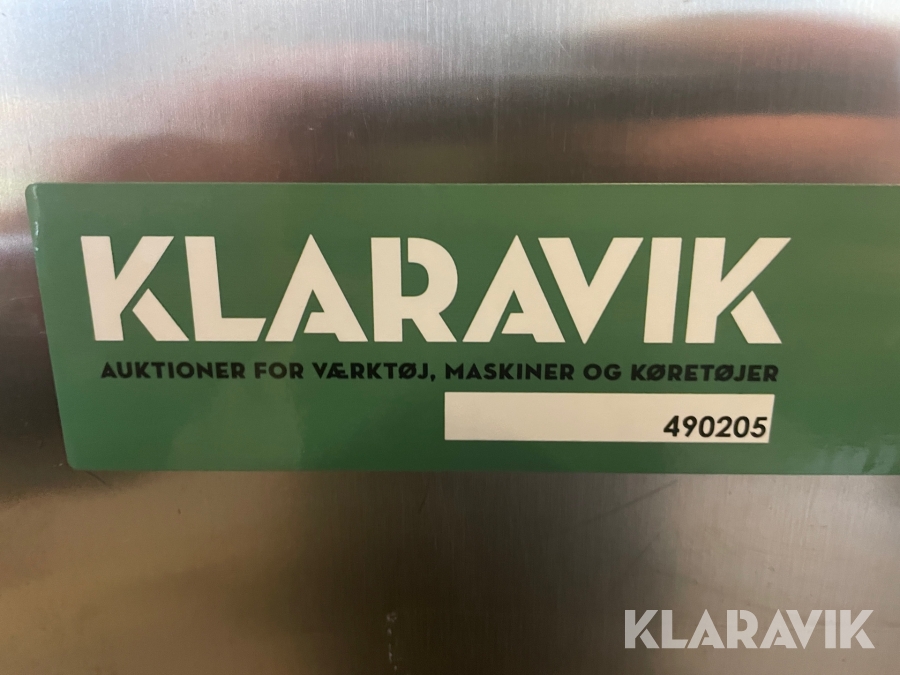 KLARAVIK
AUKTIONER FOR VÆRKTØJ, MASKINER OG KØRETØJER
490205
KLARAVIK